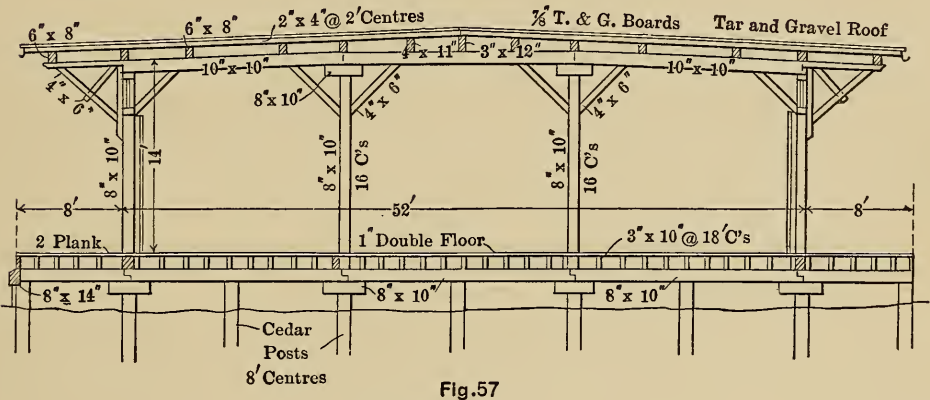 6" x 8" 6" x 8" 2" x 4" @ 2' Centres ⅞" T. & G. Boards Tar and Gravel Roof
4" x 11" 3" x 12"
10" x 10" 10" x 10"
4" x 6" 8" x 10" 4" x 6"
8" x 10" 14' 8" x 10" 16 C's 8" x 10" 16 C's
8' 52' 8'
2 Plank 1" Double Floor 3" x 10" @ 18' C's
8" x 14" 8" x 10" 8" x 10"
Cedar
Posts
8' Centres
Fig.57